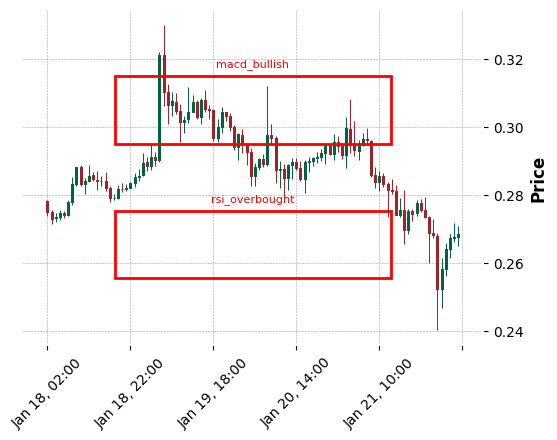 macd_bullish
rsi_overbought
0.32
0.30
0.28
0.26
0.24
Price
Jan 18, 02:00
Jan 18, 22:00
Jan 19, 18:00
Jan 20, 14:00
Jan 21, 10:00